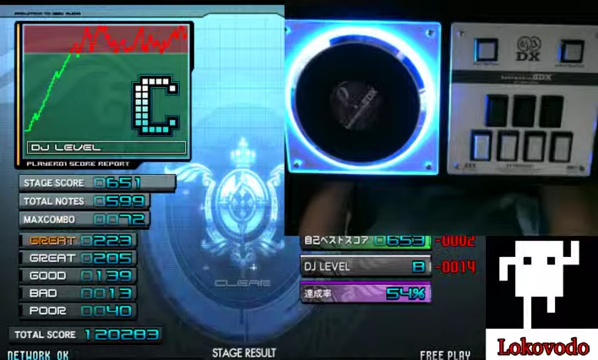 C
DJ LEVEL
PLAYER01 SCORE REPORT
STAGE SCORE 0651
TOTAL NOTES 0599
MAXCOMBO 0072
GREAT 0223
GREAT 0205
GOOD 0139
BAD 0013
POOR 0040
TOTAL SCORE 120283
NETWORK OK
CLEAR
自己ベストスコア 0653 -0002
DJ LEVEL B -0014
達成率 54%
STAGE RESULT
FREE PLAY
DX
Lokovodo